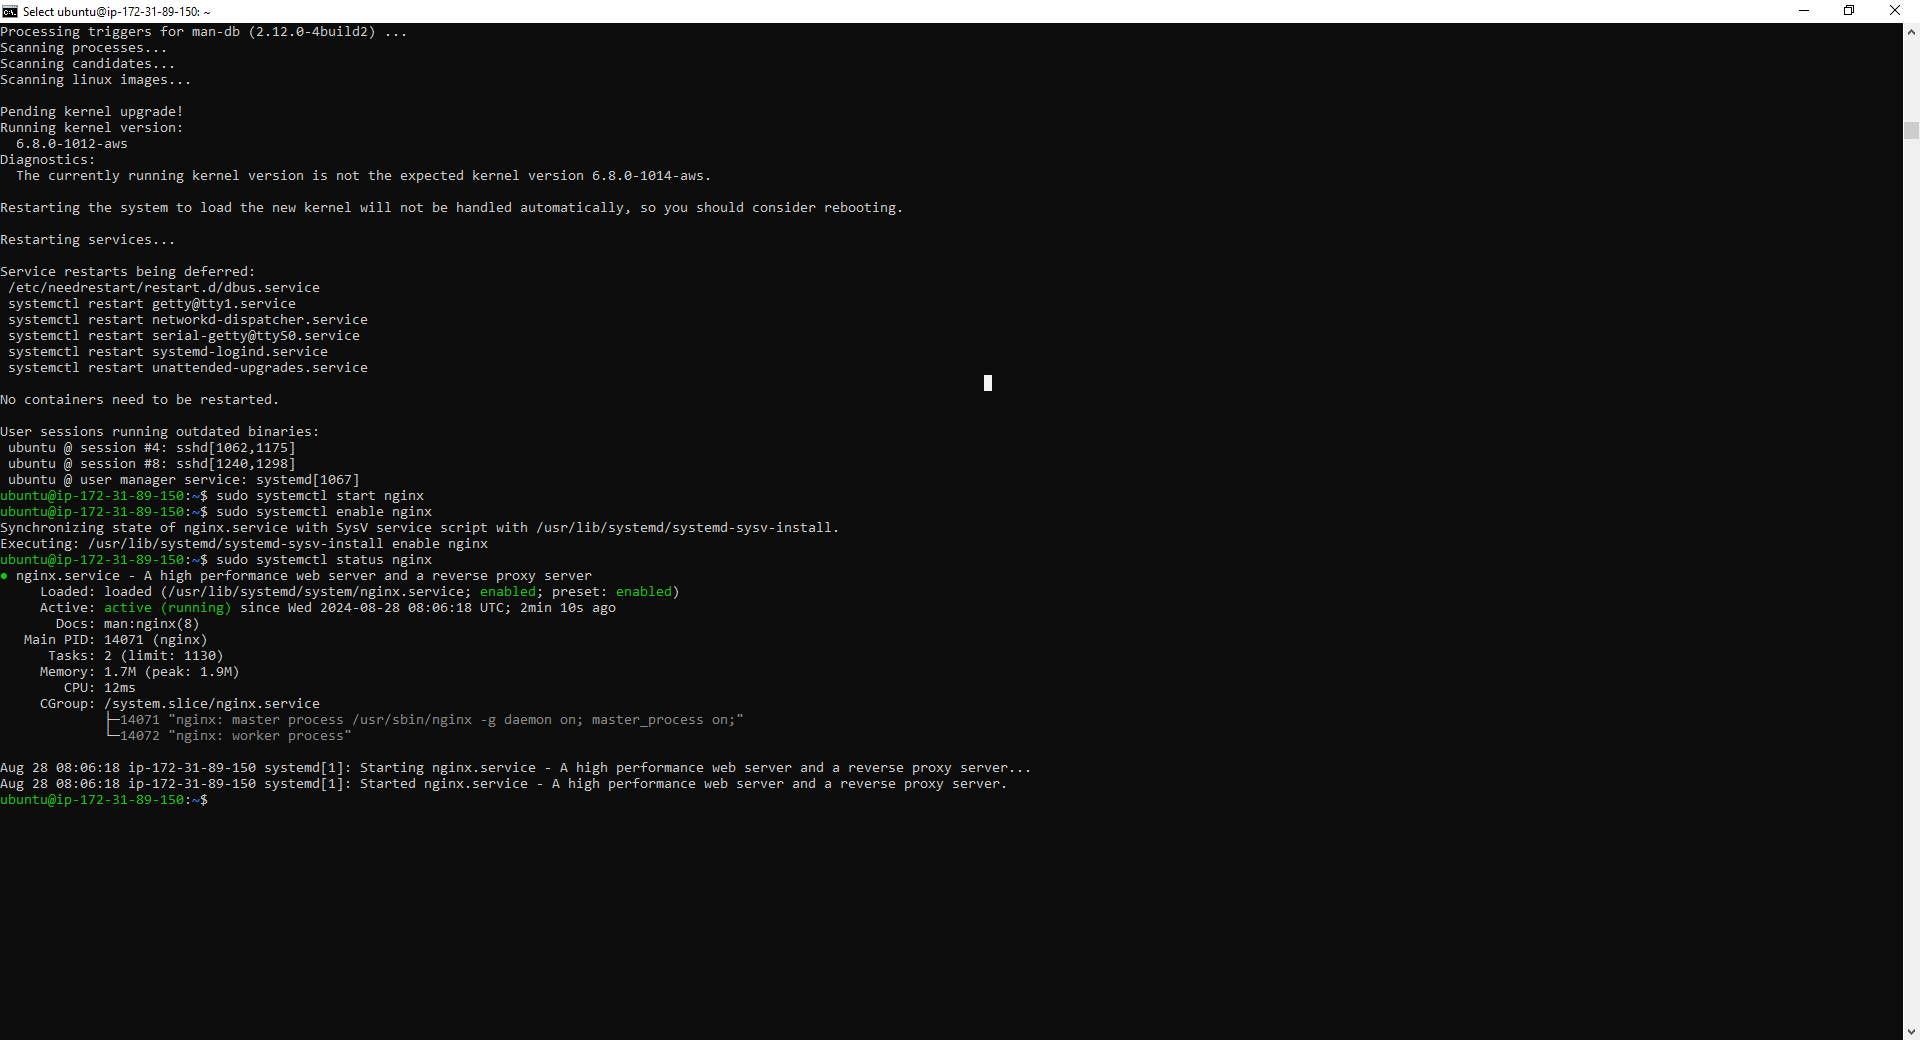 Select ubuntu@ip-172-31-89-150: ~
Processing triggers for man-db (2.12.0-4build2) ...
Scanning processes...
Scanning candidates...
Scanning linux images...
Pending kernel upgrade!
Running kernel version:
  6.8.0-1012-aws
Diagnostics:
  The currently running kernel version is not the expected kernel version 6.8.0-1014-aws.
Restarting the system to load the new kernel will not be handled automatically, so you should consider rebooting.
Restarting services...
Service restarts being deferred:
 /etc/needrestart/restart.d/dbus.service
 systemctl restart getty@tty1.service
 systemctl restart networkd-dispatcher.service
 systemctl restart serial-getty@ttyS0.service
 systemctl restart systemd-logind.service
 systemctl restart unattended-upgrades.service
No containers need to be restarted.
User sessions running outdated binaries:
 ubuntu @ session #4: sshd[1062,1175]
 ubuntu @ session #8: sshd[1240,1298]
 ubuntu @ user manager service: systemd[1067]
ubuntu@ip-172-31-89-150:~$ sudo systemctl start nginx
ubuntu@ip-172-31-89-150:~$ sudo systemctl enable nginx
Synchronizing state of nginx.service with SysV service script with /usr/lib/systemd/systemd-sysv-install.
Executing: /usr/lib/systemd/systemd-sysv-install enable nginx
ubuntu@ip-172-31-89-150:~$ sudo systemctl status nginx
● nginx.service - A high performance web server and a reverse proxy server
     Loaded: loaded (/usr/lib/systemd/system/nginx.service; enabled; preset: enabled)
     Active: active (running) since Wed 2024-08-28 08:06:18 UTC; 2min 10s ago
       Docs: man:nginx(8)
   Main PID: 14071 (nginx)
      Tasks: 2 (limit: 1130)
     Memory: 1.7M (peak: 1.9M)
        CPU: 12ms
     CGroup: /system.slice/nginx.service
             ├─14071 "nginx: master process /usr/sbin/nginx -g daemon on; master_process on;"
             └─14072 "nginx: worker process"
Aug 28 08:06:18 ip-172-31-89-150 systemd[1]: Starting nginx.service - A high performance web server and a reverse proxy server...
Aug 28 08:06:18 ip-172-31-89-150 systemd[1]: Started nginx.service - A high performance web server and a reverse proxy server.
ubuntu@ip-172-31-89-150:~$